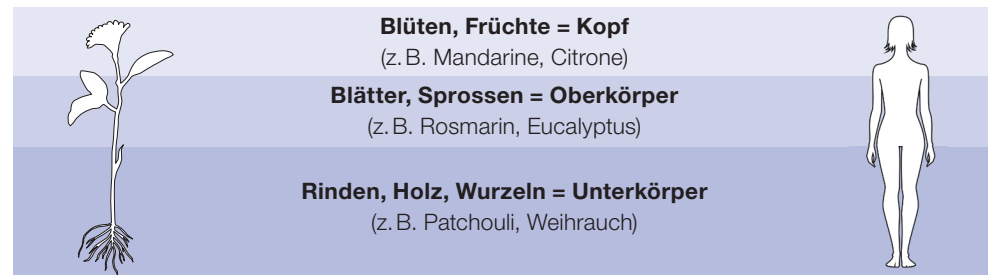 Blüten, Früchte = Kopf
(z. B. Mandarine, Citrone)
Blätter, Sprossen = Oberkörper
(z. B. Rosmarin, Eucalyptus)
Rinden, Holz, Wurzeln = Unterkörper
(z. B. Patchouli, Weihrauch)